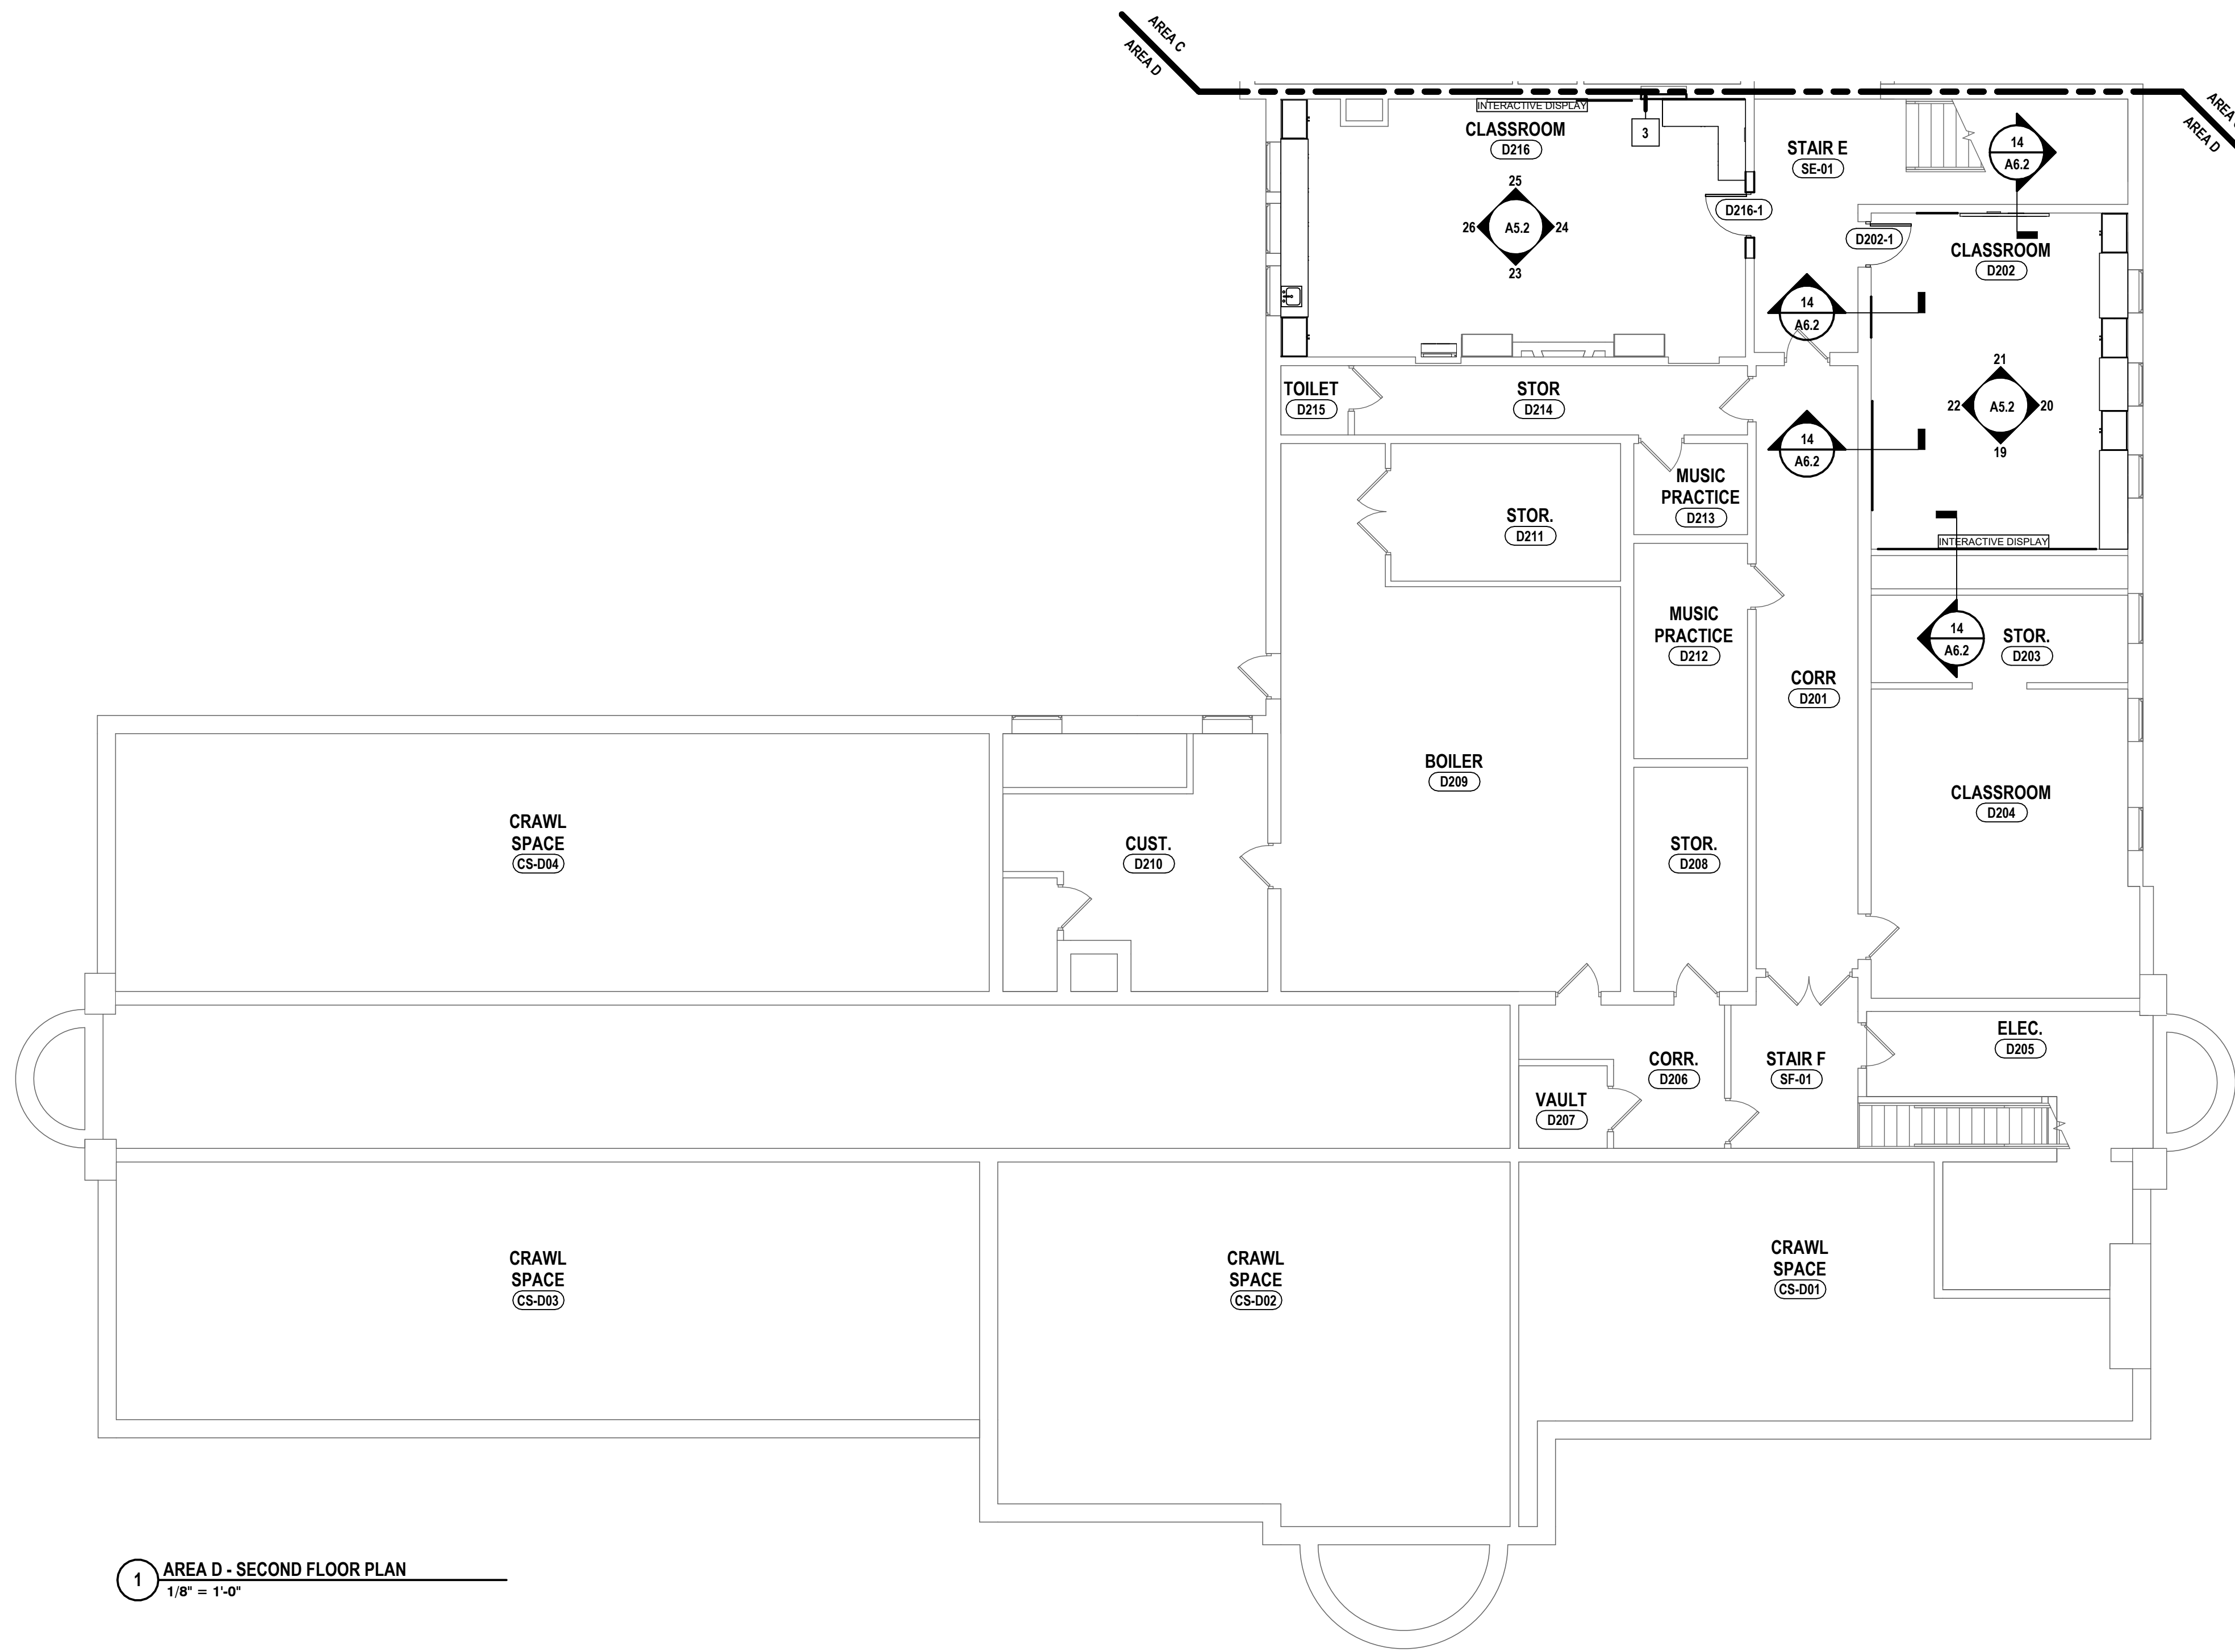 AREA C
AREA D
AREA
AREA D
INTERACTIVE DISPLAY
CLASSROOM
D216
3
STAIR E
SE-01
14
A6.2
25
26
A5.2
24
23
D216-1
D202-1
CLASSROOM
D202
14
A6.2
21
22
A5.2
20
19
TOILET
D215
STOR
D214
14
A6.2
MUSIC
PRACTICE
D213
STOR.
D211
INTERACTIVE DISPLAY
MUSIC
PRACTICE
D212
14
A6.2
STOR.
D203
CORR
D201
BOILER
D209
CLASSROOM
D204
CRAWL
SPACE
CS-D04
CUST.
D210
STOR.
D208
ELEC.
D205
CORR.
D206
STAIR F
SF-01
VAULT
D207
CRAWL
SPACE
CS-D03
CRAWL
SPACE
CS-D02
CRAWL
SPACE
CS-D01
1
AREA D - SECOND FLOOR PLAN
1/8" = 1'-0"